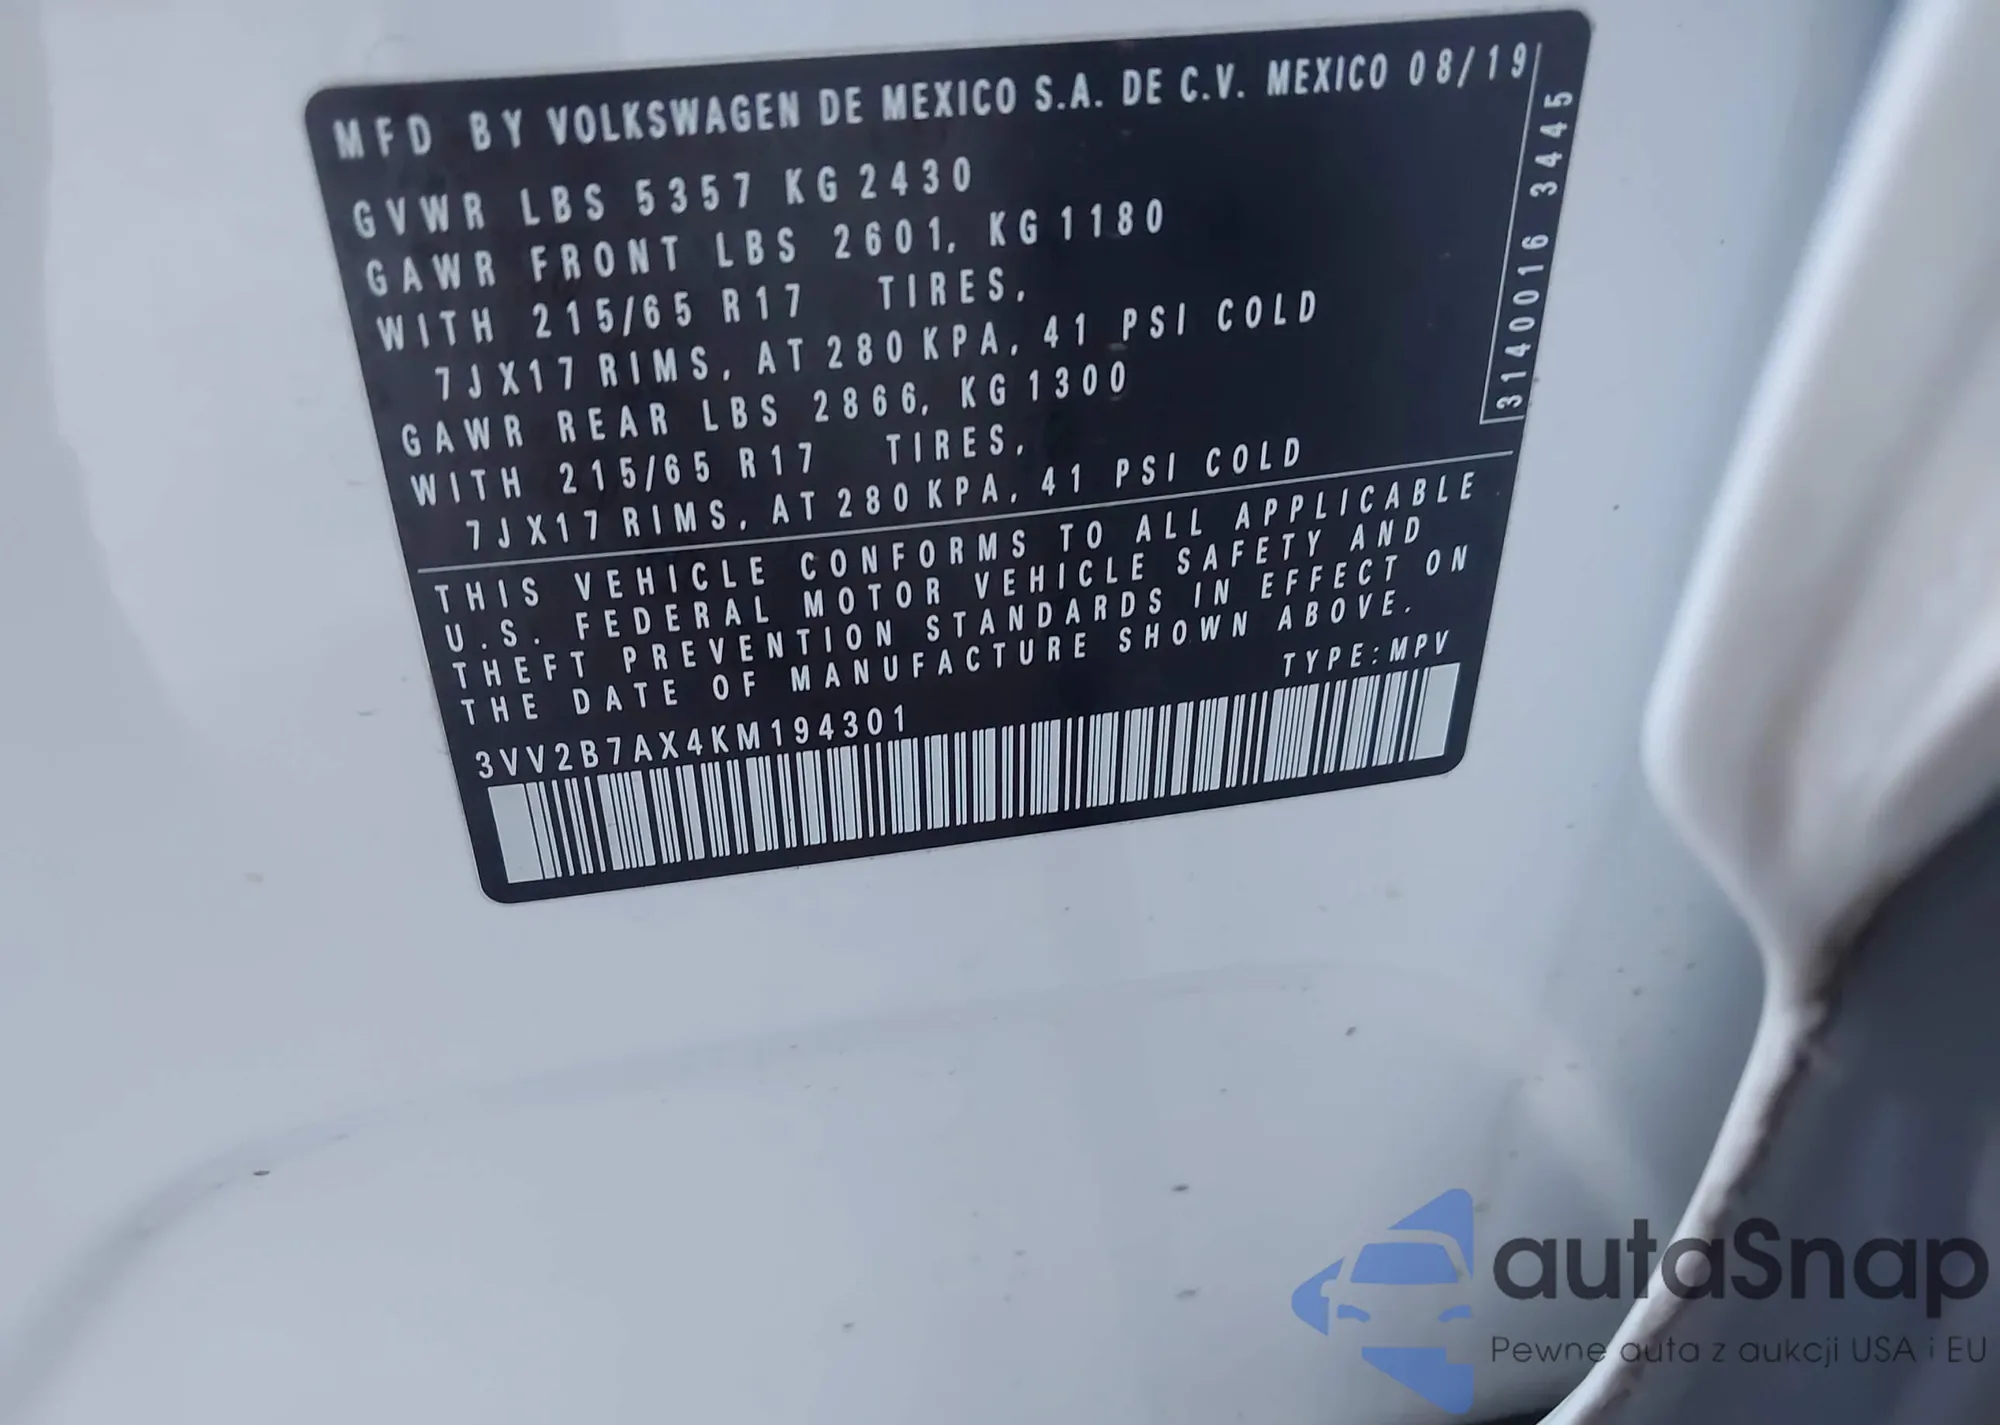 MFD BY VOLKSWAGEN DE MEXICO S.A. DE C.V. MEXICO 08/19
GVWR LBS 5357 KG 2430
GAWR FRONT LBS 2601, KG 1180
WITH 215/65 R17 TIRES,
7JX17 RIMS, AT 280 KPA, 41 PSI COLD
GAWR REAR LBS 2866, KG 1300
WITH 215/65 R17 TIRES,
7JX17 RIMS, AT 280 KPA, 41 PSI COLD
3140016 3445
THIS VEHICLE CONFORMS TO ALL APPLICABLE
U.S. FEDERAL MOTOR VEHICLE SAFETY AND
THEFT PREVENTION STANDARDS IN EFFECT ON
THE DATE OF MANUFACTURE SHOWN ABOVE.
TYPE:MPV
3VV2B7AX4KM194301
autaSnap
Pewne auta z aukcji USA i EU